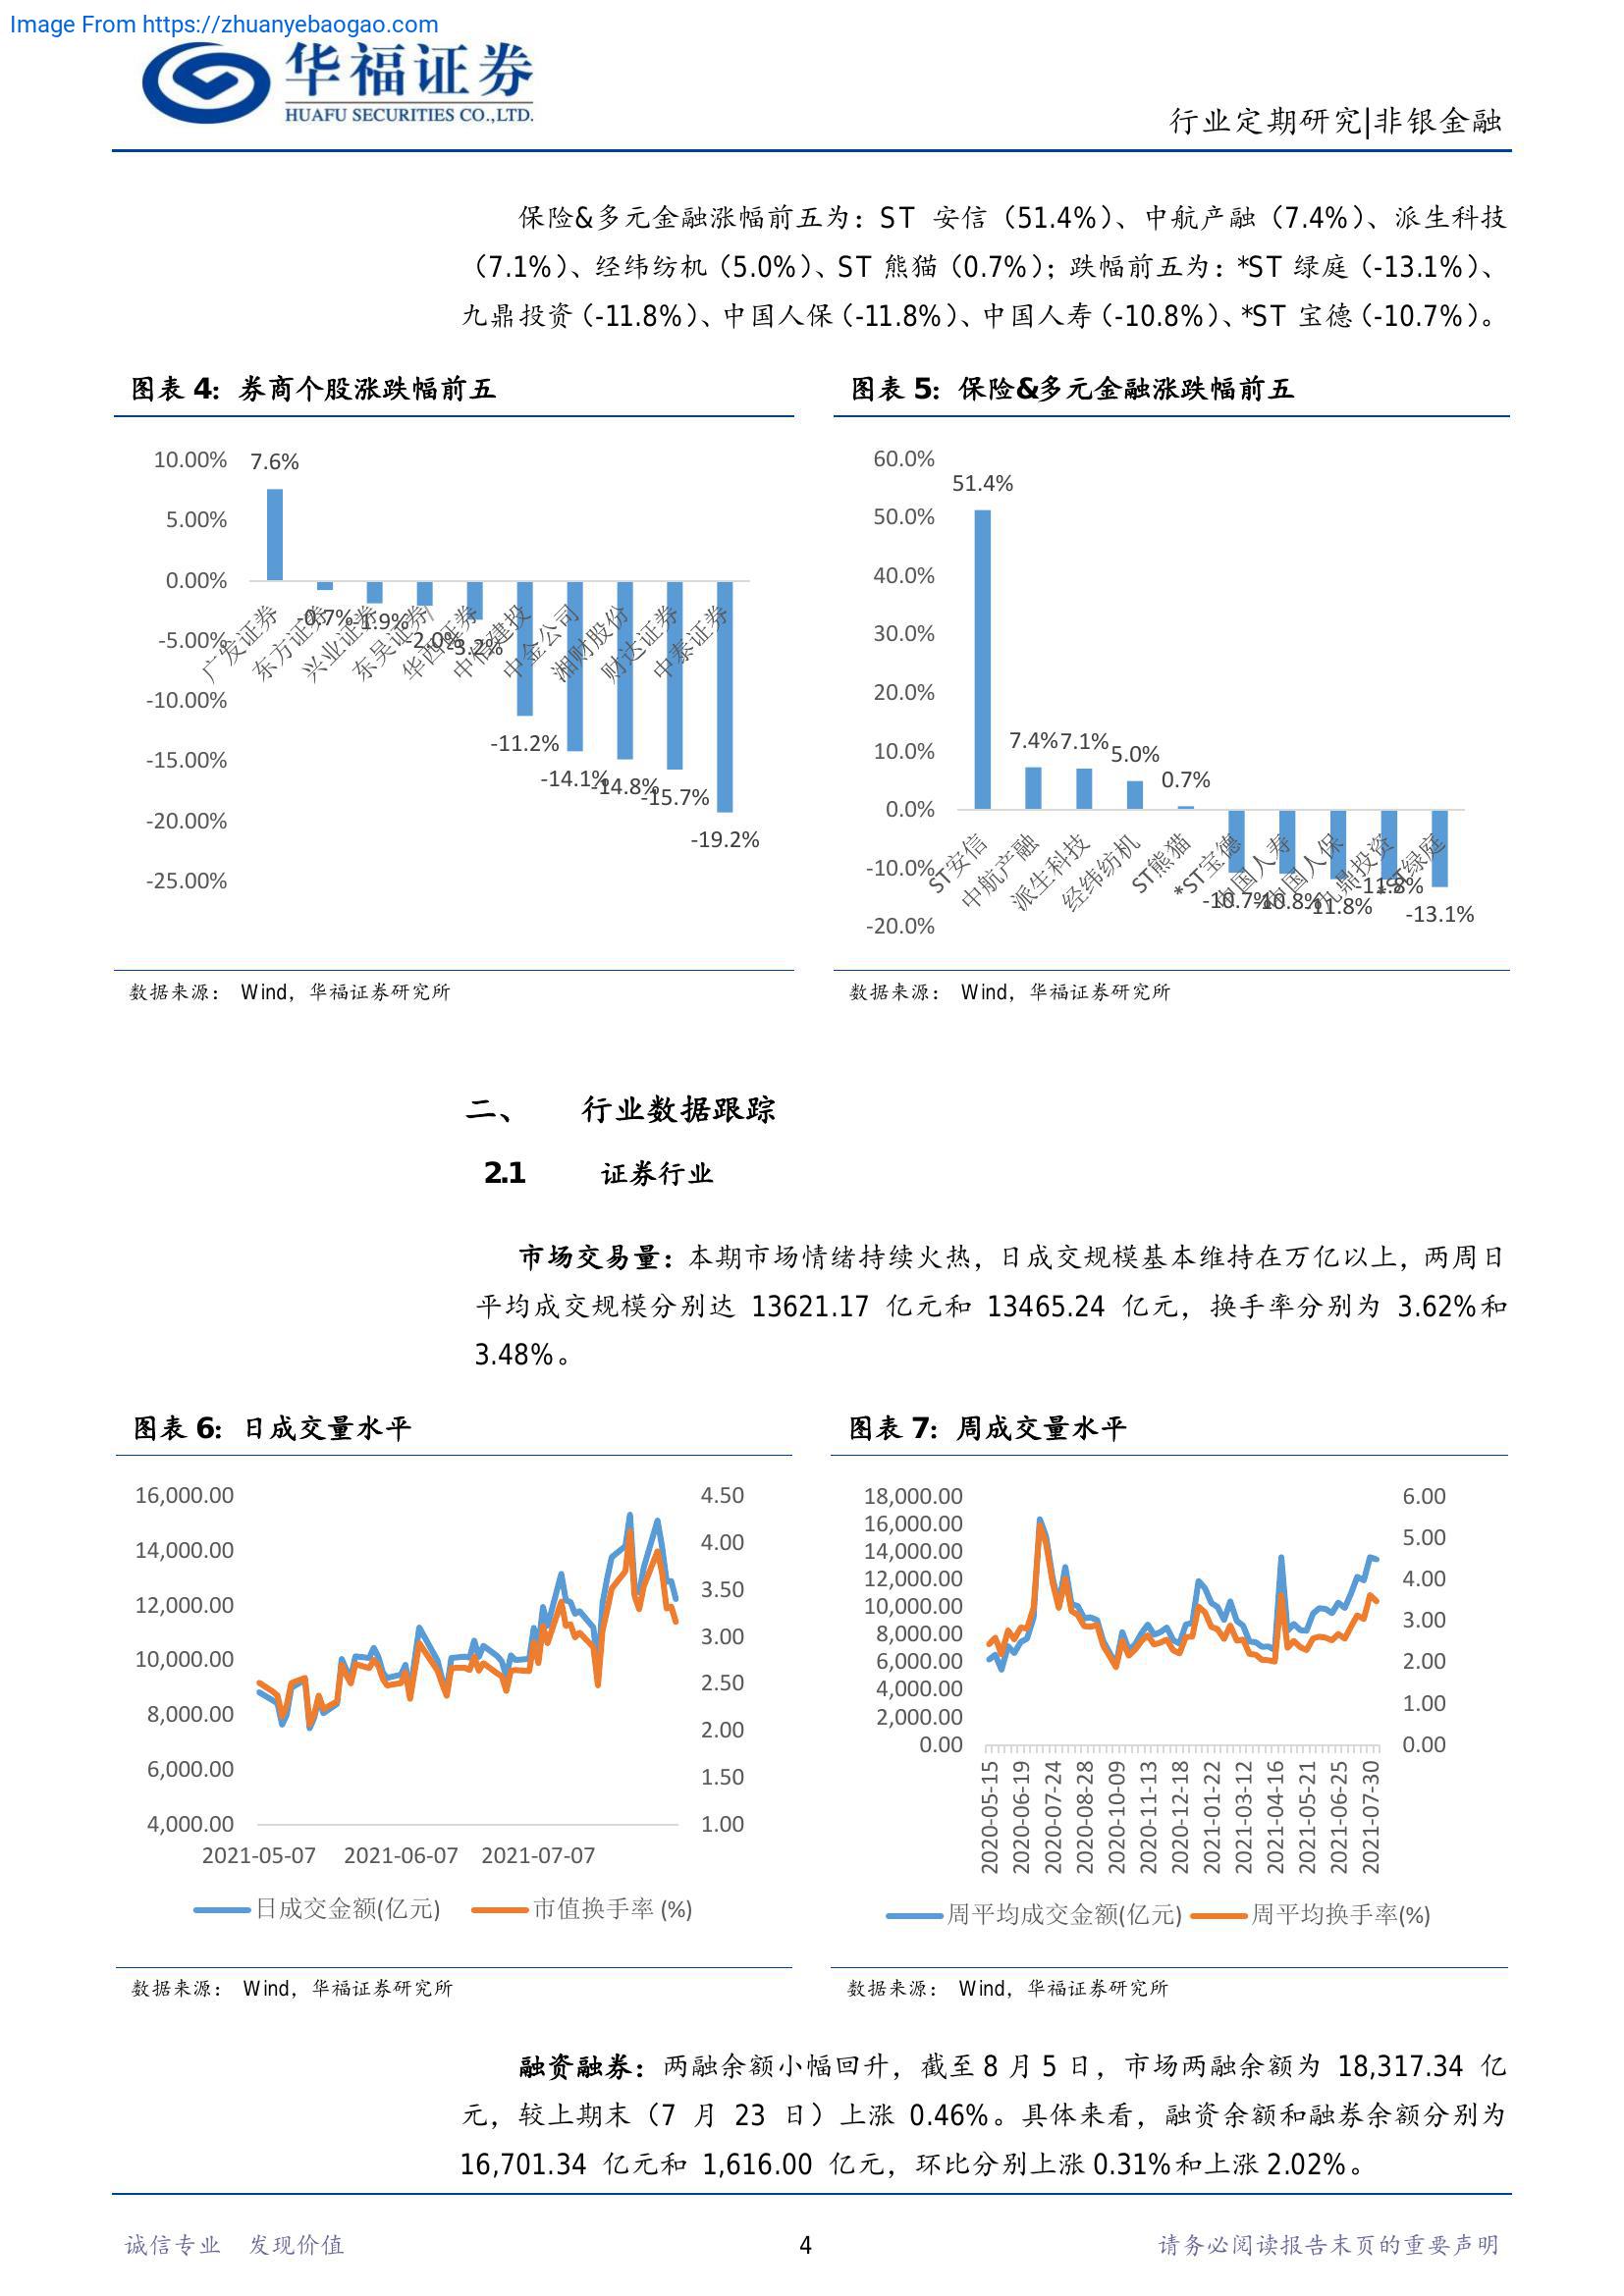 Image From https://zhuanyebaogao.com
华福证券
HUAFU SECURITIES CO.,LTD.
行业定期研究|非银金融
保险&多元金融涨幅前五为：ST 安信（51.4%）、中航产融（7.4%）、派生科技
（7.1%）、经纬纺机（5.0%）、ST 熊猫（0.7%）；跌幅前五为：*ST 绿庭（-13.1%）、
九鼎投资（-11.8%）、中国人保（-11.8%）、中国人寿（-10.8%）、*ST 宝德（-10.7%）。
图表 4：券商个股涨跌幅前五
10.00%
5.00%
0.00%
-5.00%
-10.00%
-15.00%
-20.00%
-25.00%
7.6%
-0.7%
-1.9%
-2.0%
-3.2%
-11.2%
-14.1%
-14.8%
-15.7%
-19.2%
广发证券
东方证券
兴业证券
东吴证券
华西证券
中信建投
中金公司
湘财股份
财达证券
中泰证券
数据来源： Wind，华福证券研究所
图表 5：保险&多元金融涨跌幅前五
60.0%
50.0%
40.0%
30.0%
20.0%
10.0%
0.0%
-10.0%
-20.0%
51.4%
7.4%
7.1%
5.0%
0.7%
-10.7%
-10.8%
-11.8%
-11.8%
-13.1%
ST安信
中航产融
派生科技
经纬纺机
ST熊猫
*ST宝德
中国人寿
中国人保
九鼎投资
*ST绿庭
数据来源： Wind，华福证券研究所
二、 行业数据跟踪
2.1 证券行业
市场交易量：本期市场情绪持续火热，日成交规模基本维持在万亿以上，两周日
平均成交规模分别达 13621.17 亿元和 13465.24 亿元，换手率分别为 3.62%和
3.48%。
图表 6：日成交量水平
16,000.00
14,000.00
12,000.00
10,000.00
8,000.00
6,000.00
4,000.00
4.50
4.00
3.50
3.00
2.50
2.00
1.50
1.00
2021-05-07 2021-06-07 2021-07-07
日成交金额(亿元) 市值换手率 (%)
数据来源： Wind，华福证券研究所
图表 7：周成交量水平
18,000.00
16,000.00
14,000.00
12,000.00
10,000.00
8,000.00
6,000.00
4,000.00
2,000.00
0.00
6.00
5.00
4.00
3.00
2.00
1.00
0.00
2020-05-15
2020-06-19
2020-07-24
2020-08-28
2020-10-09
2020-11-13
2020-12-18
2021-01-22
2021-03-12
2021-04-16
2021-05-21
2021-06-25
2021-07-30
周平均成交金额(亿元) 周平均换手率(%)
数据来源： Wind，华福证券研究所
融资融券：两融余额小幅回升，截至 8 月 5 日，市场两融余额为 18,317.34 亿
元，较上期末（7 月 23 日）上涨 0.46%。具体来看，融资余额和融券余额分别为
16,701.34 亿元和 1,616.00 亿元，环比分别上涨 0.31%和上涨 2.02%。
诚信专业 发现价值
4
请务必阅读报告末页的重要声明